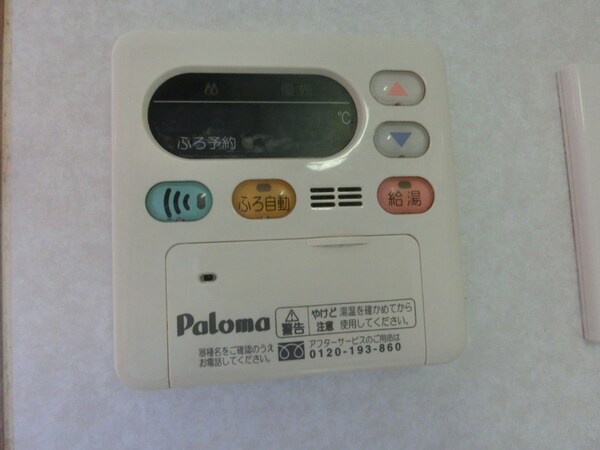 ℃
ふろ予約
ふろ自動
給湯
Paloma
警告
やけど注意
湯温を確かめてから
使用してください。
器種名をご確認のうえ
お電話してください。
アフターサービスのご用命は
0120-193-860